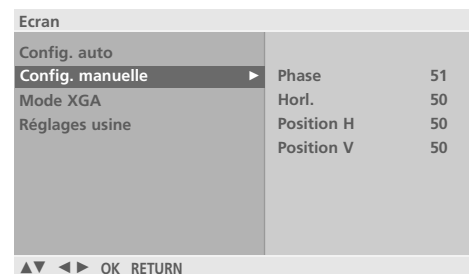 Ecran
Config. auto
Config. manuelle ▶
Mode XGA
Réglages usine
Phase 51
Horl. 50
Position H 50
Position V 50
▲▼ ◀▶ OK RETURN